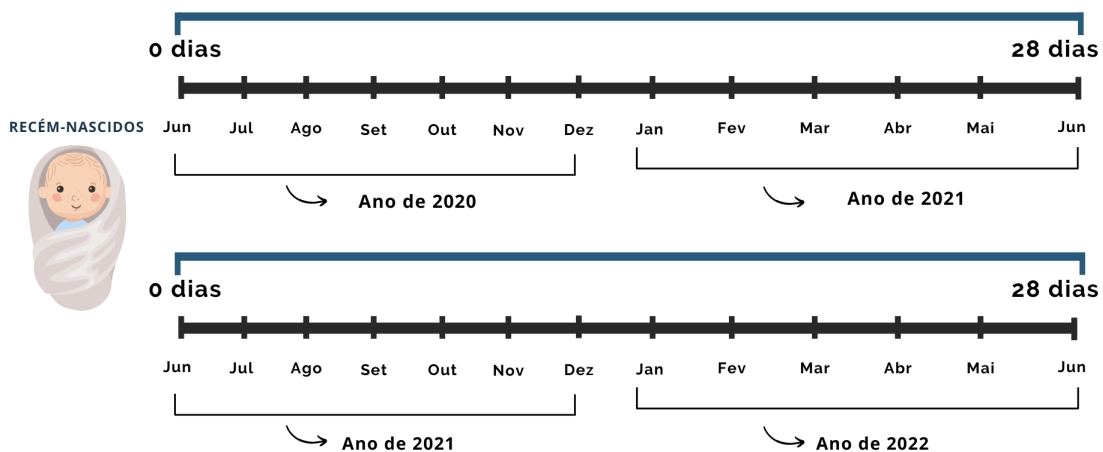 0 dias 28 dias
RECÉM-NASCIDOS
Jun Jul Ago Set Out Nov Dez Jan Fev Mar Abr Mai Jun
Ano de 2020 Ano de 2021
0 dias 28 dias
Jun Jul Ago Set Out Nov Dez Jan Fev Mar Abr Mai Jun
Ano de 2021 Ano de 2022